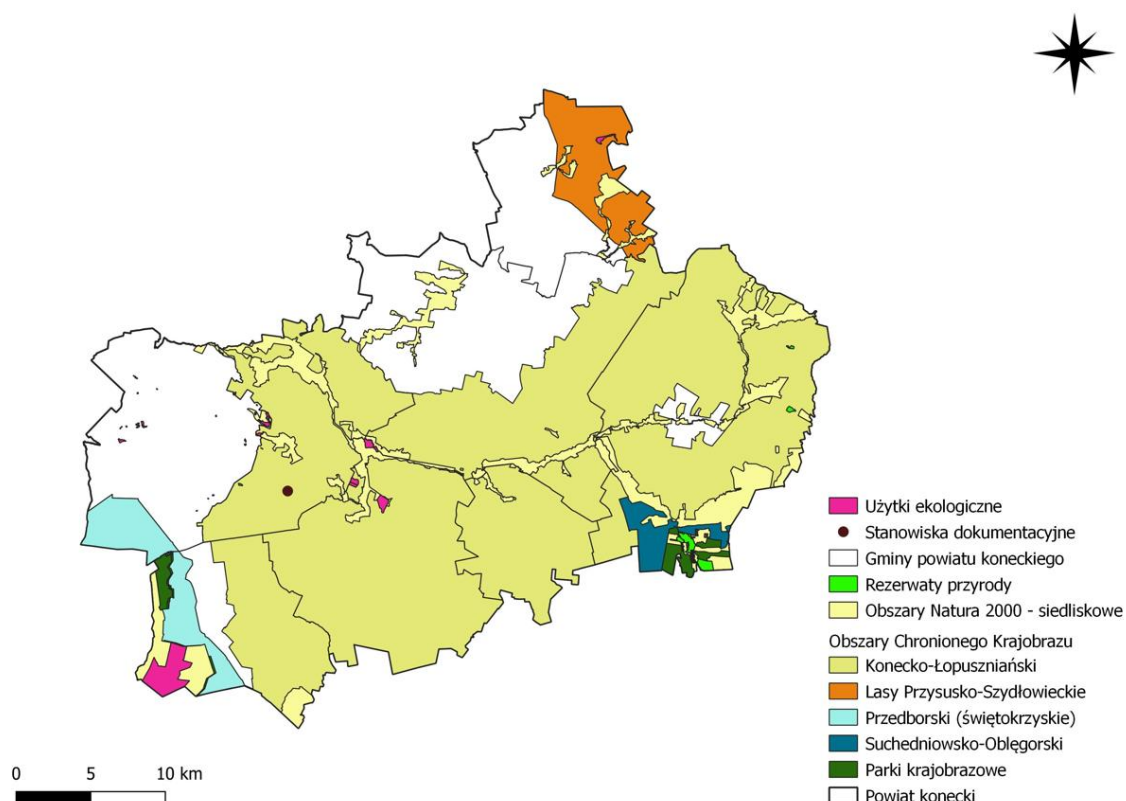 Użytki ekologiczne
Stanowiska dokumentacyjne
Gminy powiatu koneckiego
Rezerwaty przyrody
Obszary Natura 2000 - siedliskowe
Obszary Chronionego Krajobrazu
Konecko-Łopuszniański
Lasy Przysusko-Szydłowieckie
Przedborski (świętokrzyskie)
Suchedniowsko-Oblęgorski
Parki krajobrazowe
Powiat konecki
0 5 10 km